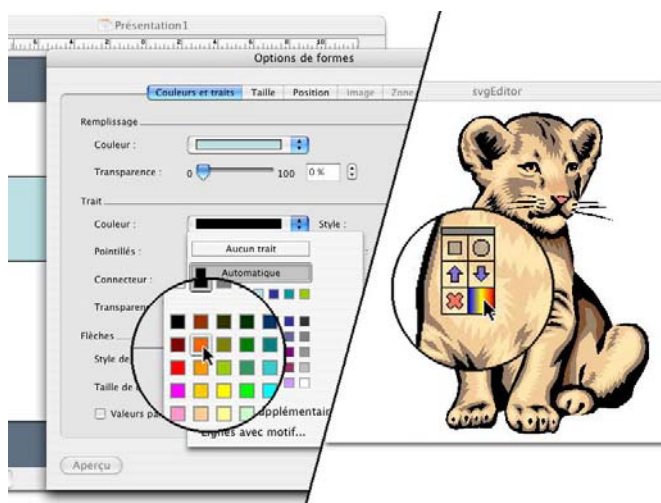 Présentation1
Options de formes
Couleurs et traits Taille Position Image Zone
svgEditor
Remplissage
Couleur :
Transparence : 0 100 0 %
Trait
Couleur : Style :
Pointillés : Aucun trait
Connecteur : Automatique
Transparen
Flèches
Style de
Taille de
Valeurs pa pplémentair
Lignes avec motif...
Aperçu